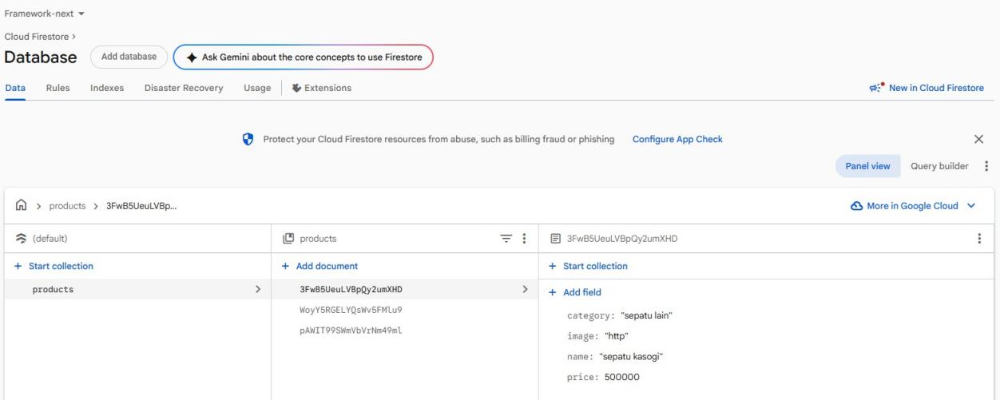 Framework-next
Cloud Firestore >
Database
Add database
Ask Gemini about the core concepts to use Firestore
Data Rules Indexes Disaster Recovery Usage Extensions
New in Cloud Firestore
Protect your Cloud Firestore resources from abuse, such as billing fraud or phishing Configure App Check
Panel view Query builder
products > 3FwB5UeuLVBp...
More in Google Cloud
(default)
+ Start collection
products
products
+ Add document
3FwB5UeuLVBpQy2umXHD
WoyY5RGELYQsWv5FMlu9
pAWIT99SWmVbVrNm49ml
3FwB5UeuLVBpQy2umXHD
+ Start collection
+ Add field
category: "sepatu lain"
image: "http"
name: "sepatu kasogi"
price: 500000